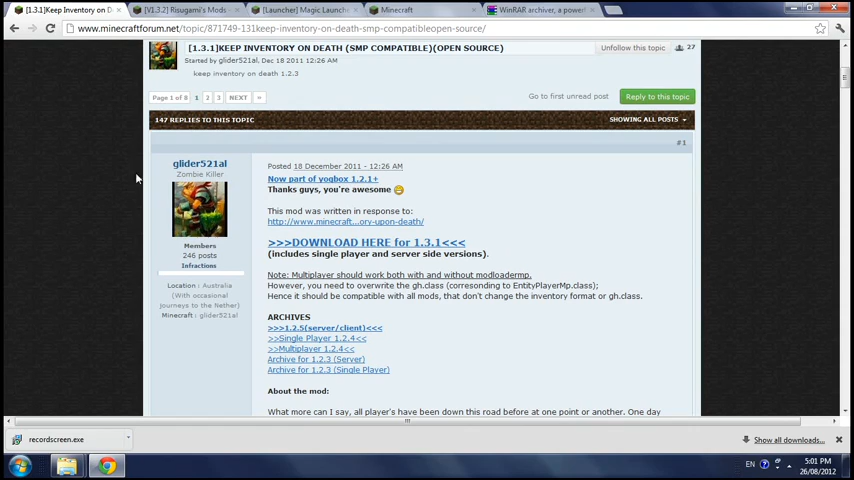 [1.3.1]Keep Inventory on D
[V1.3.2] Risugami's Mods
[Launcher] Magic Launche
Minecraft
WinRAR archiver, a power
www.minecraftforum.net/topic/871749-131keep-inventory-on-death-smp-compatibleopen-source/
[1.3.1]KEEP INVENTORY ON DEATH (SMP COMPATIBLE)(OPEN SOURCE)
Unfollow this topic
27
Started by glider521al, Dec 18 2011 12:26 AM
keep inventory on death 1.2.3
Page 1 of 8
1
2
3
NEXT
»
Go to first unread post
Reply to this topic
147 REPLIES TO THIS TOPIC
SHOWING ALL POSTS
#1
glider521al
Zombie Killer
Members
246 posts
Infractions
Location : Australia
(With occasional
journeys to the Nether)
Minecraft : glider521al
Posted 18 December 2011 - 12:26 AM
Now part of yogbox 1.2.1+
Thanks guys, you're awesome
This mod was written in response to:
http://www.minecraft...ory-upon-death/
>>>DOWNLOAD HERE for 1.3.1<<<
(includes single player and server side versions).
Note: Multiplayer should work both with and without modloadermp.
However, you need to overwrite the gh.class (corresonding to EntityPlayerMp.class);
Hence it should be compatible with all mods, that don't change the inventory format or gh.class.
ARCHIVES
>>>1.2.5(server/client)<<<
>>Single Player 1.2.4<<
>>Multiplayer 1.2.4<<
Archive for 1.2.3 (Server)
Archive for 1.2.3 (Single Player)
About the mod:
What more can I say, all player's have been down this road before at one point or another. One day
recordscreen.exe
Show all downloads...
EN
5:01 PM
26/08/2012